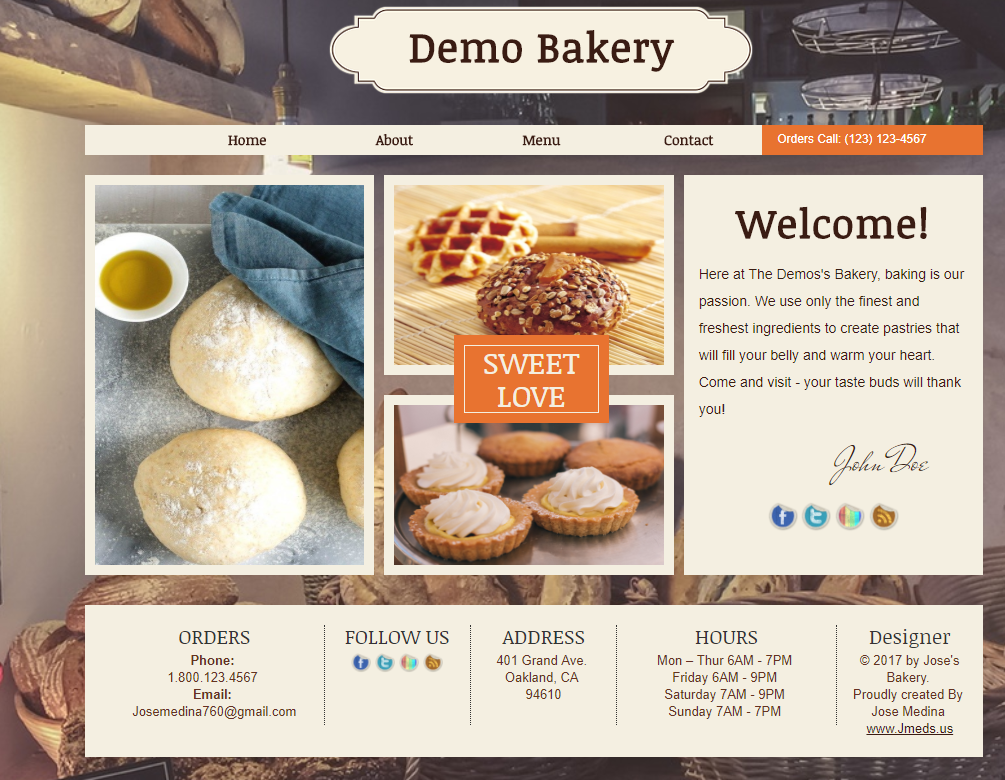 Demo Bakery
Home About Menu Contact Orders Call: (123) 123-4567
SWEET
LOVE
Welcome!
Here at The Demos's Bakery, baking is our
passion. We use only the finest and
freshest ingredients to create pastries that
will fill your belly and warm your heart.
Come and visit - your taste buds will thank
you!
John Doe
ORDERS
Phone:
1.800.123.4567
Email:
Josemedina760@gmail.com
FOLLOW US
ADDRESS
401 Grand Ave.
Oakland, CA
94610
HOURS
Mon – Thur 6AM - 7PM
Friday 6AM - 9PM
Saturday 7AM - 9PM
Sunday 7AM - 7PM
Designer
© 2017 by Jose's
Bakery.
Proudly created By
Jose Medina
www.Jmeds.us